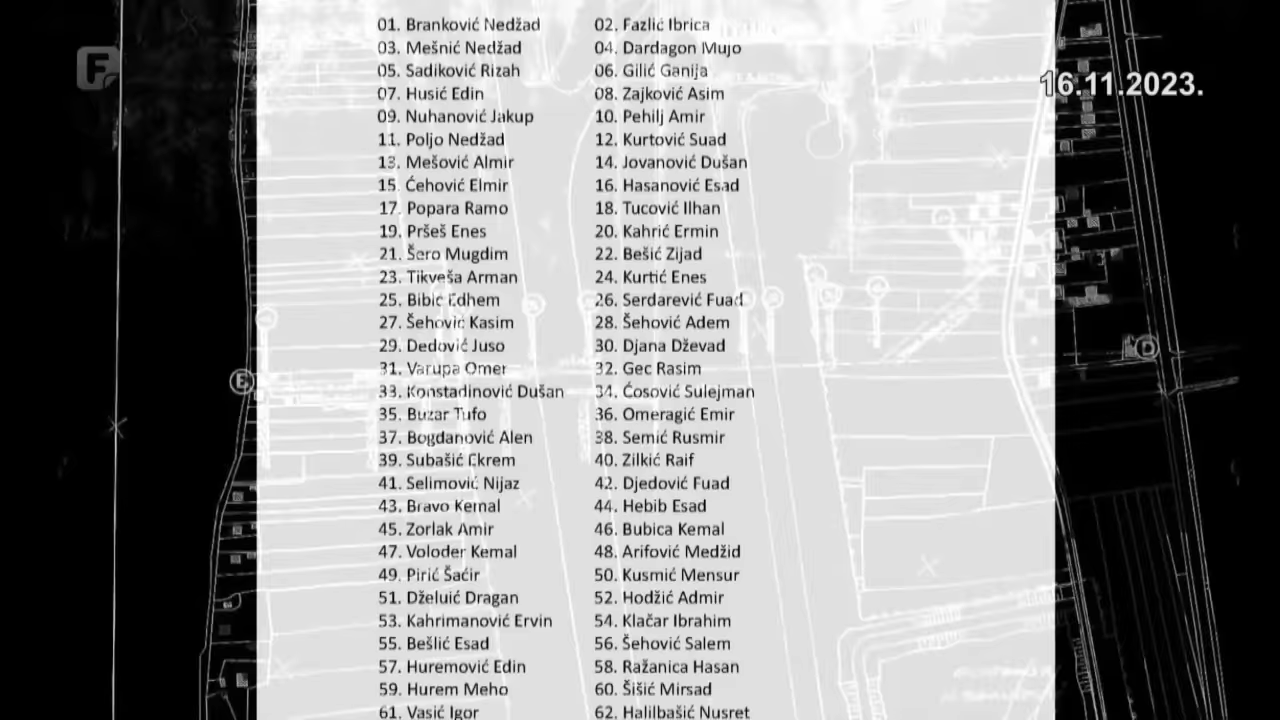 F
16.11.2023.
01. Branković Nedžad 02. Fazlić Ibrica
03. Mešnić Nedžad 04. Dardagon Mujo
05. Sadiković Rizah 06. Gilić Ganija
07. Husić Edin 08. Zajković Asim
09. Nuhanović Jakup 10. Pehilj Amir
11. Poljo Nedžad 12. Kurtović Suad
13. Mešović Almir 14. Jovanović Dušan
15. Ćehović Elmir 16. Hasanović Esad
17. Popara Ramo 18. Tucović Ilhan
19. Pršeš Enes 20. Kahrić Ermin
21. Šero Mugdim 22. Bešić Zijad
23. Tikveša Arman 24. Kurtić Enes
25. Bibić Edhem 26. Serdarević Fuad
27. Šehović Kasim 28. Šehović Adem
29. Dedović Juso 30. Djana Dževad
31. Varupa Omer 32. Gec Rasim
33. Konstadinović Dušan 34. Ćosović Sulejman
35. Buzar Tufo 36. Omeragić Emir
37. Bogdanović Alen 38. Semić Rusmir
39. Subašić Ekrem 40. Zilkić Raif
41. Selimović Nijaz 42. Djedović Fuad
43. Bravo Kemal 44. Hebib Esad
45. Zorlak Amir 46. Bubica Kemal
47. Voloder Kemal 48. Arifović Medžid
49. Pirić Šaćir 50. Kusmić Mensur
51. Dželuić Dragan 52. Hodžić Admir
53. Kahrimanović Ervin 54. Klačar Ibrahim
55. Bešlić Esad 56. Šehović Salem
57. Huremović Edin 58. Ražanica Hasan
59. Hurem Meho 60. Šišić Mirsad
61. Vasić Igor 62. Halilbašić Nusret
E
D